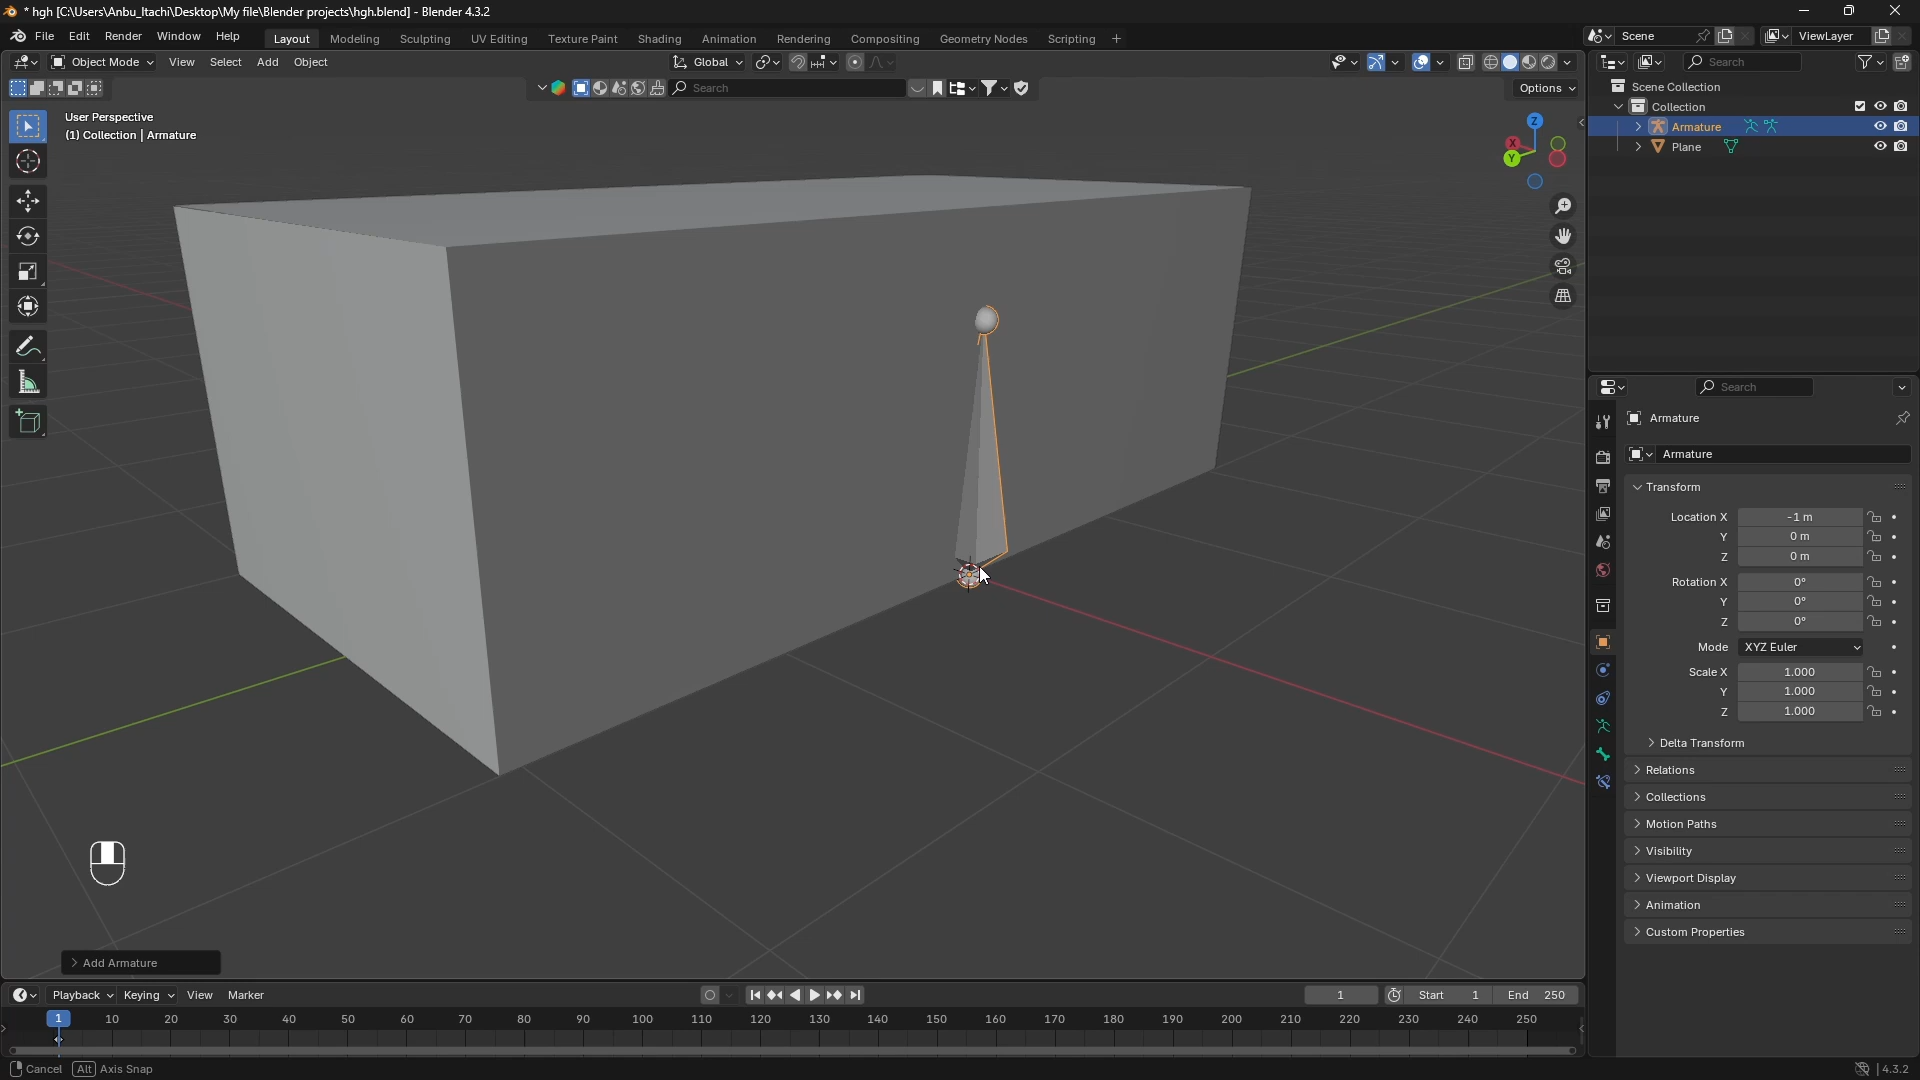 * hgh [C:\Users\Anbu_Itachi\Desktop\My file\Blender projects\hgh.blend] - Blender 4.3.2
File Edit Render Window Help Layout Modeling Sculpting UV Editing Texture Paint Shading Animation Rendering Compositing Geometry Nodes Scripting + Scene ViewLayer
Object Mode View Select Add Object Global Search
Search Options Scene Collection
User Perspective Collection
(1) Collection | Armature Armature
Z
X
Y
Plane
Search
Armature
Armature
Transform
Location X -1 m
Y 0 m
Z 0 m
Rotation X 0°
Y 0°
Z 0°
Mode XYZ Euler
Scale X 1.000
Y 1.000
Z 1.000
Delta Transform
Relations
Collections
Motion Paths
Visibility
Viewport Display
Animation
Custom Properties
Add Armature
Playback Keying View Marker 1 Start 1 End 250
1 10 20 30 40 50 60 70 80 90 100 110 120 130 140 150 160 170 180 190 200 210 220 230 240 250
Cancel Alt Axis Snap 4.3.2